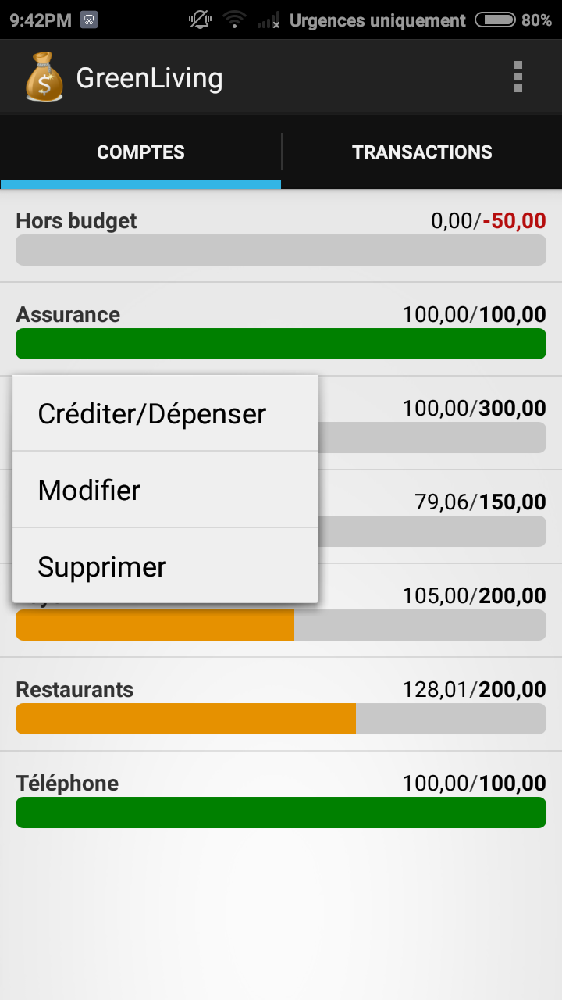 9:42PM Urgences uniquement 80%
GreenLiving
COMPTES TRANSACTIONS
Hors budget 0,00/-50,00
Assurance 100,00/100,00
100,00/300,00
Créditer/Dépenser
Modifier
79,06/150,00
Supprimer
105,00/200,00
Restaurants 128,01/200,00
Téléphone 100,00/100,00